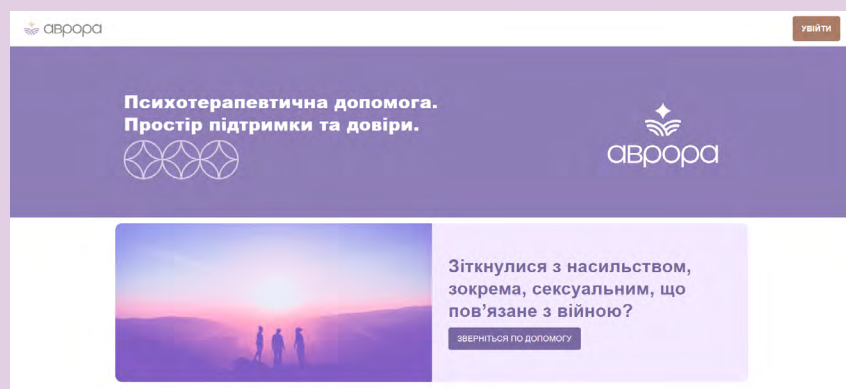 аврора
УВІЙТИ
Психотерапевтична допомога.
Простір підтримки та довіри.
аврора
Зіткнулися з насильством,
зокрема, сексуальним, що
пов’язане з війною?
ЗВЕРНІТЬСЯ ПО ДОПОМОГУ